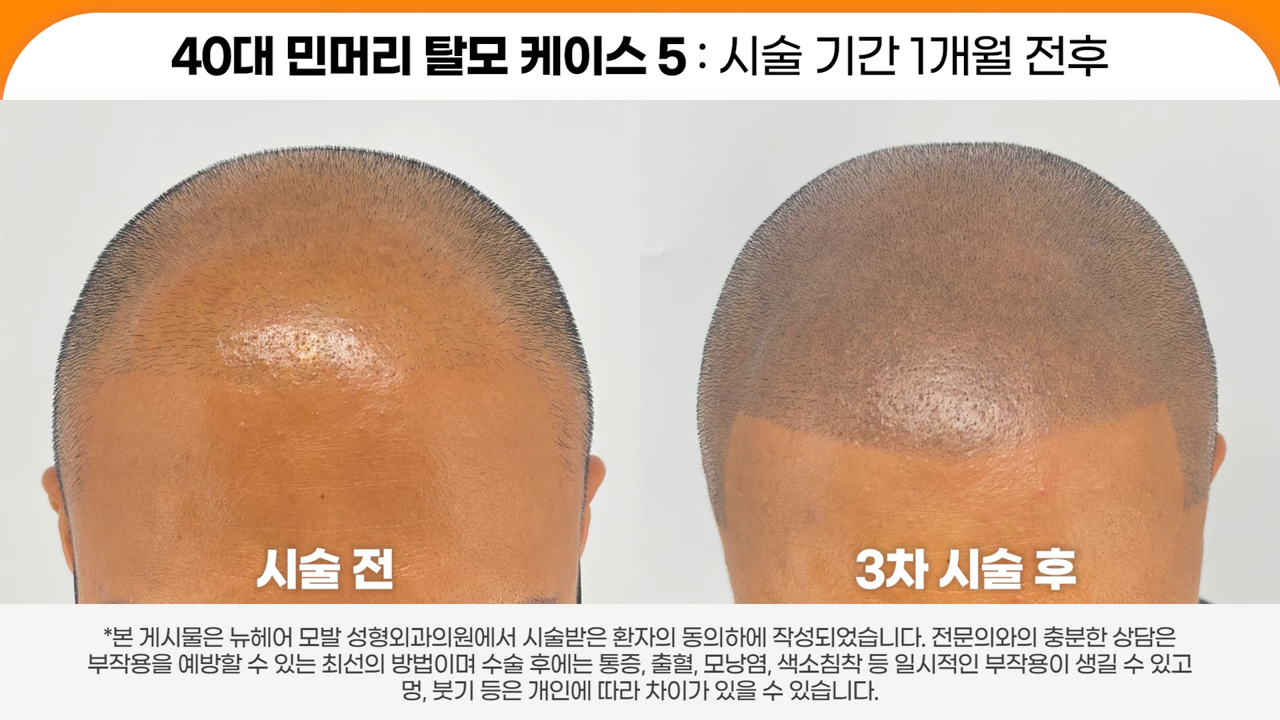 40대 민머리 탈모 케이스 5 : 시술 기간 1개월 전후
시술 전
3차 시술 후
*본 게시물은 뉴헤어 모발 성형외과의원에서 시술받은 환자의 동의하에 작성되었습니다. 전문의와의 충분한 상담은
부작용을 예방할 수 있는 최선의 방법이며 수술 후에는 통증, 출혈, 모낭염, 색소침착 등 일시적인 부작용이 생길 수 있고
멍, 붓기 등은 개인에 따라 차이가 있을 수 있습니다.